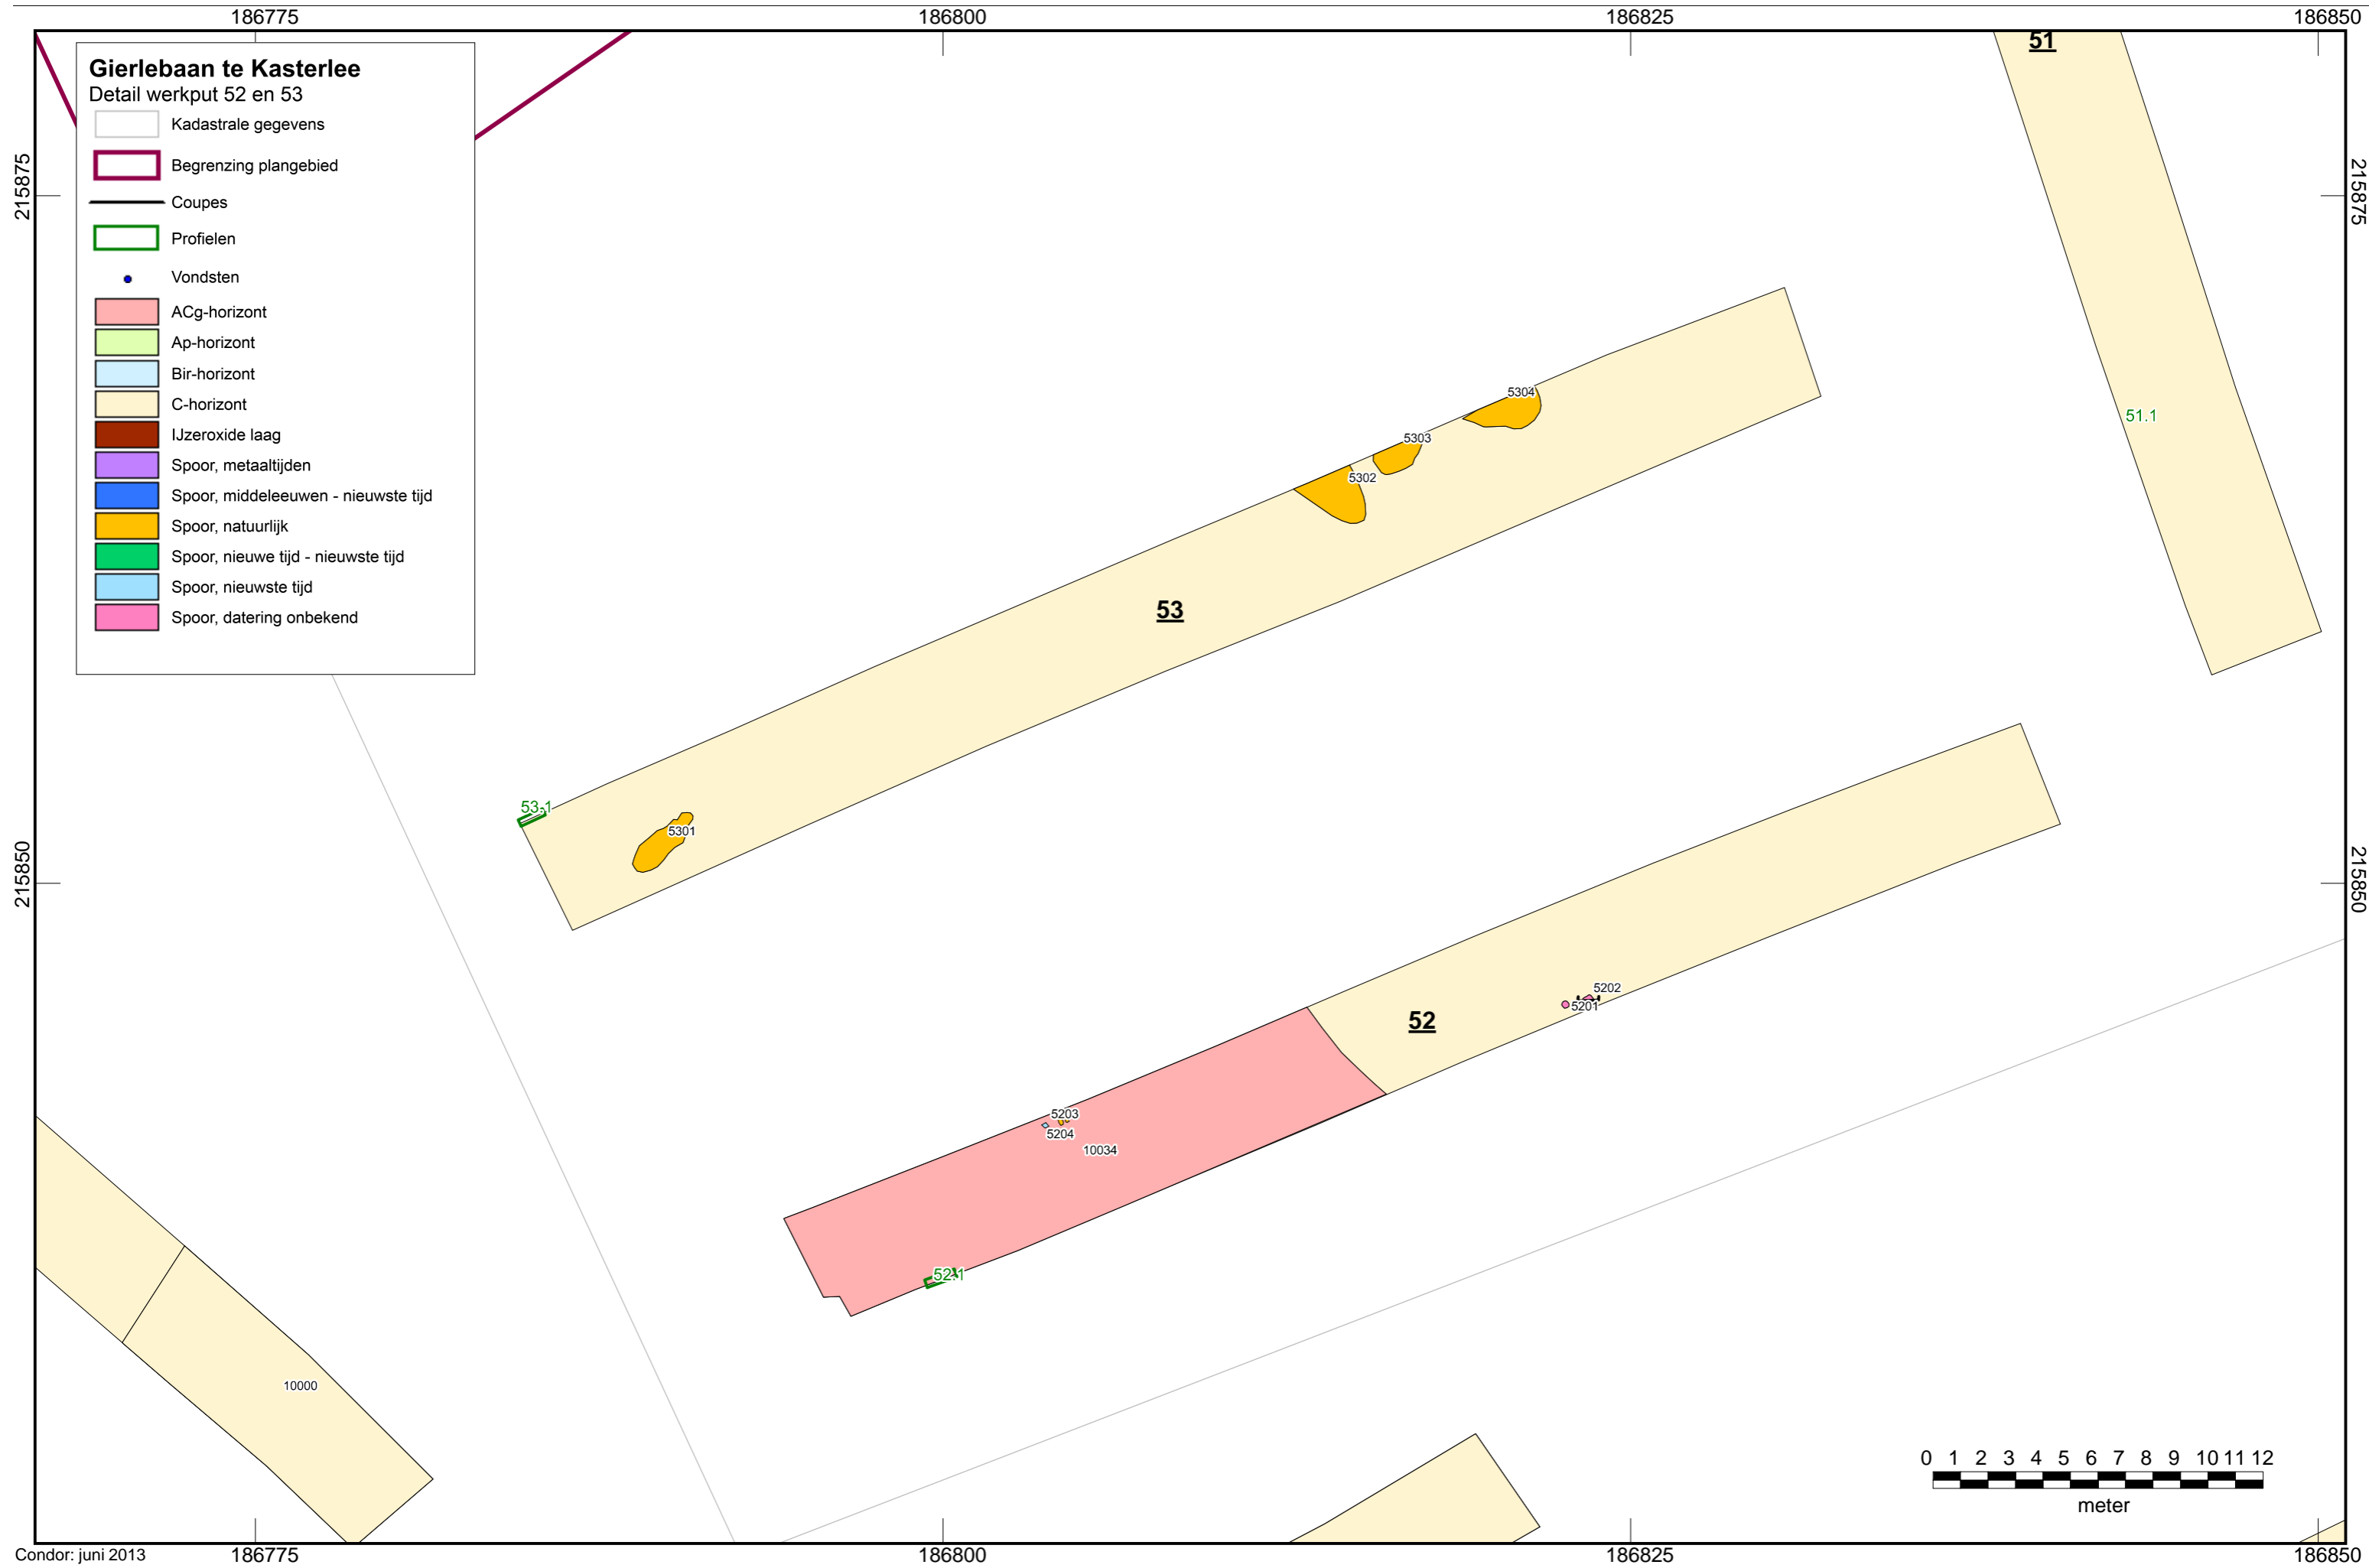 186775 186800 186825 186850
51
Gierlebaan te Kasterlee
Detail werkput 52 en 53
Kadastrale gegevens
Begrenzing plangebied
Coupes
Profielen
Vondsten
ACg-horizont
Ap-horizont
Bir-horizont
C-horizont
IJzeroxide laag
Spoor, metaaltijden
Spoor, middeleeuwen - nieuwste tijd
Spoor, natuurlijk
Spoor, nieuwe tijd - nieuwste tijd
Spoor, nieuwste tijd
Spoor, datering onbekend
215875
215875
5304
51.1
5303
5302
53
53.1
5301
215850
215850
5202
5201
52
5203
5204
10034
52.1
10000
0 1 2 3 4 5 6 7 8 9 10 11 12
meter
Condor: juni 2013
186775 186800 186825 186850